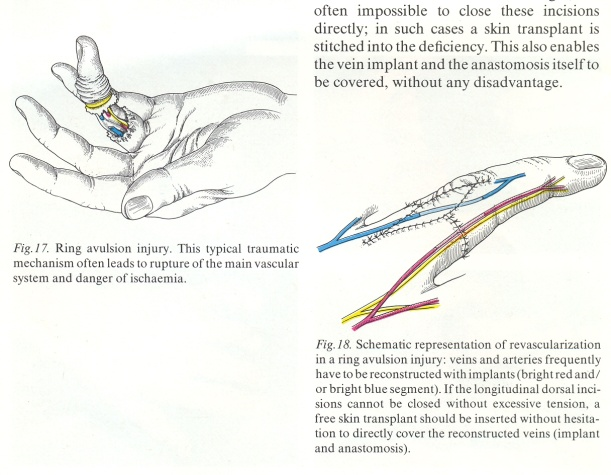 often impossible to close these incisions
directly; in such cases a skin transplant is
stitched into the deficiency. This also enables
the vein implant and the anastomosis itself to
be covered, without any disadvantage.
Fig. 17. Ring avulsion injury. This typical traumatic
mechanism often leads to rupture of the main vascular
system and danger of ischaemia.
Fig. 18. Schematic representation of revascularization
in a ring avulsion injury: veins and arteries frequently
have to be reconstructed with implants (bright red and/
or bright blue segment). If the longitudinal dorsal inci-
sions cannot be closed without excessive tension, a
free skin transplant should be inserted without hesita-
tion to directly cover the reconstructed veins (implant
and anastomosis).